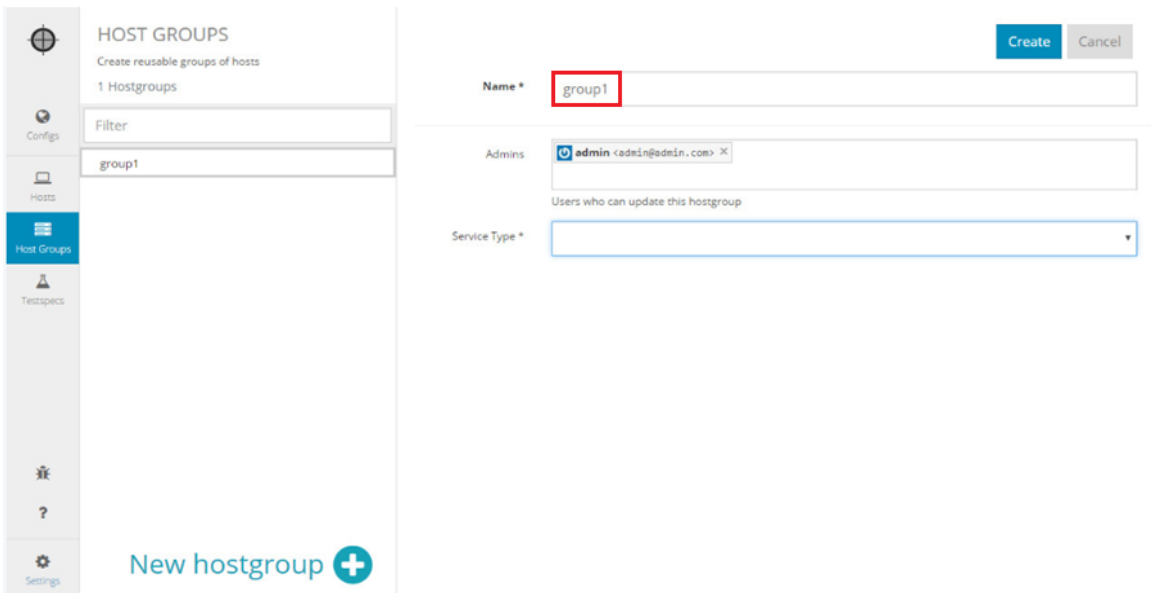 HOST GROUPS
Create reusable groups of hosts
1 Hostgroups
Filter
group1
Configs
Hosts
Host Groups
Testspecs
?
Settings
New hostgroup
Create Cancel
Name * group1
Admins admin <admin@admin.com> ×
Users who can update this hostgroup
Service Type *